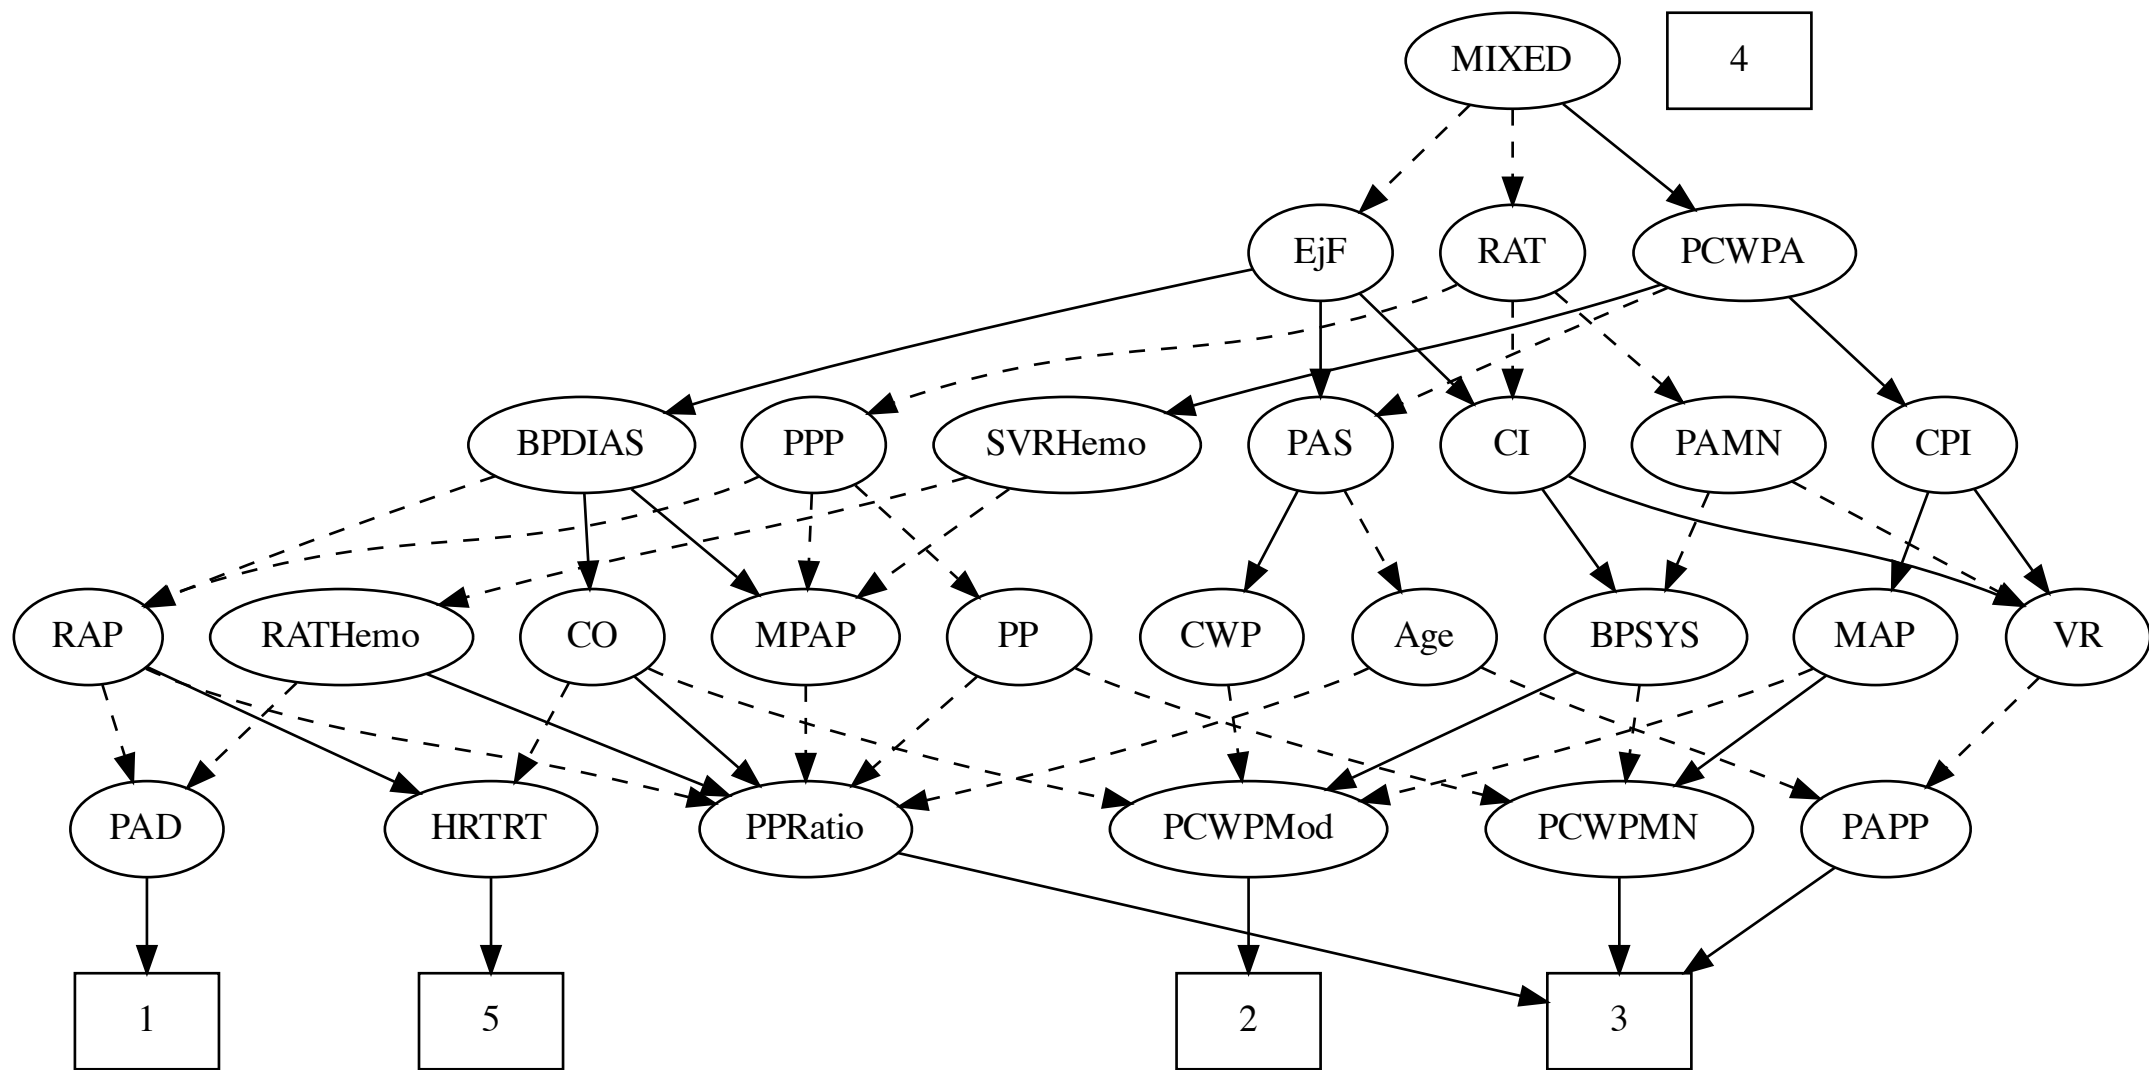 MIXED
4
EjF
RAT
PCWPA
BPDIAS
PPP
SVRHemo
PAS
CI
PAMN
CPI
RAP
RATHemo
CO
MPAP
PP
CWP
Age
BPSYS
MAP
VR
PAD
HRTRT
PPRatio
PCWPMod
PCWPMN
PAPP
1
5
2
3